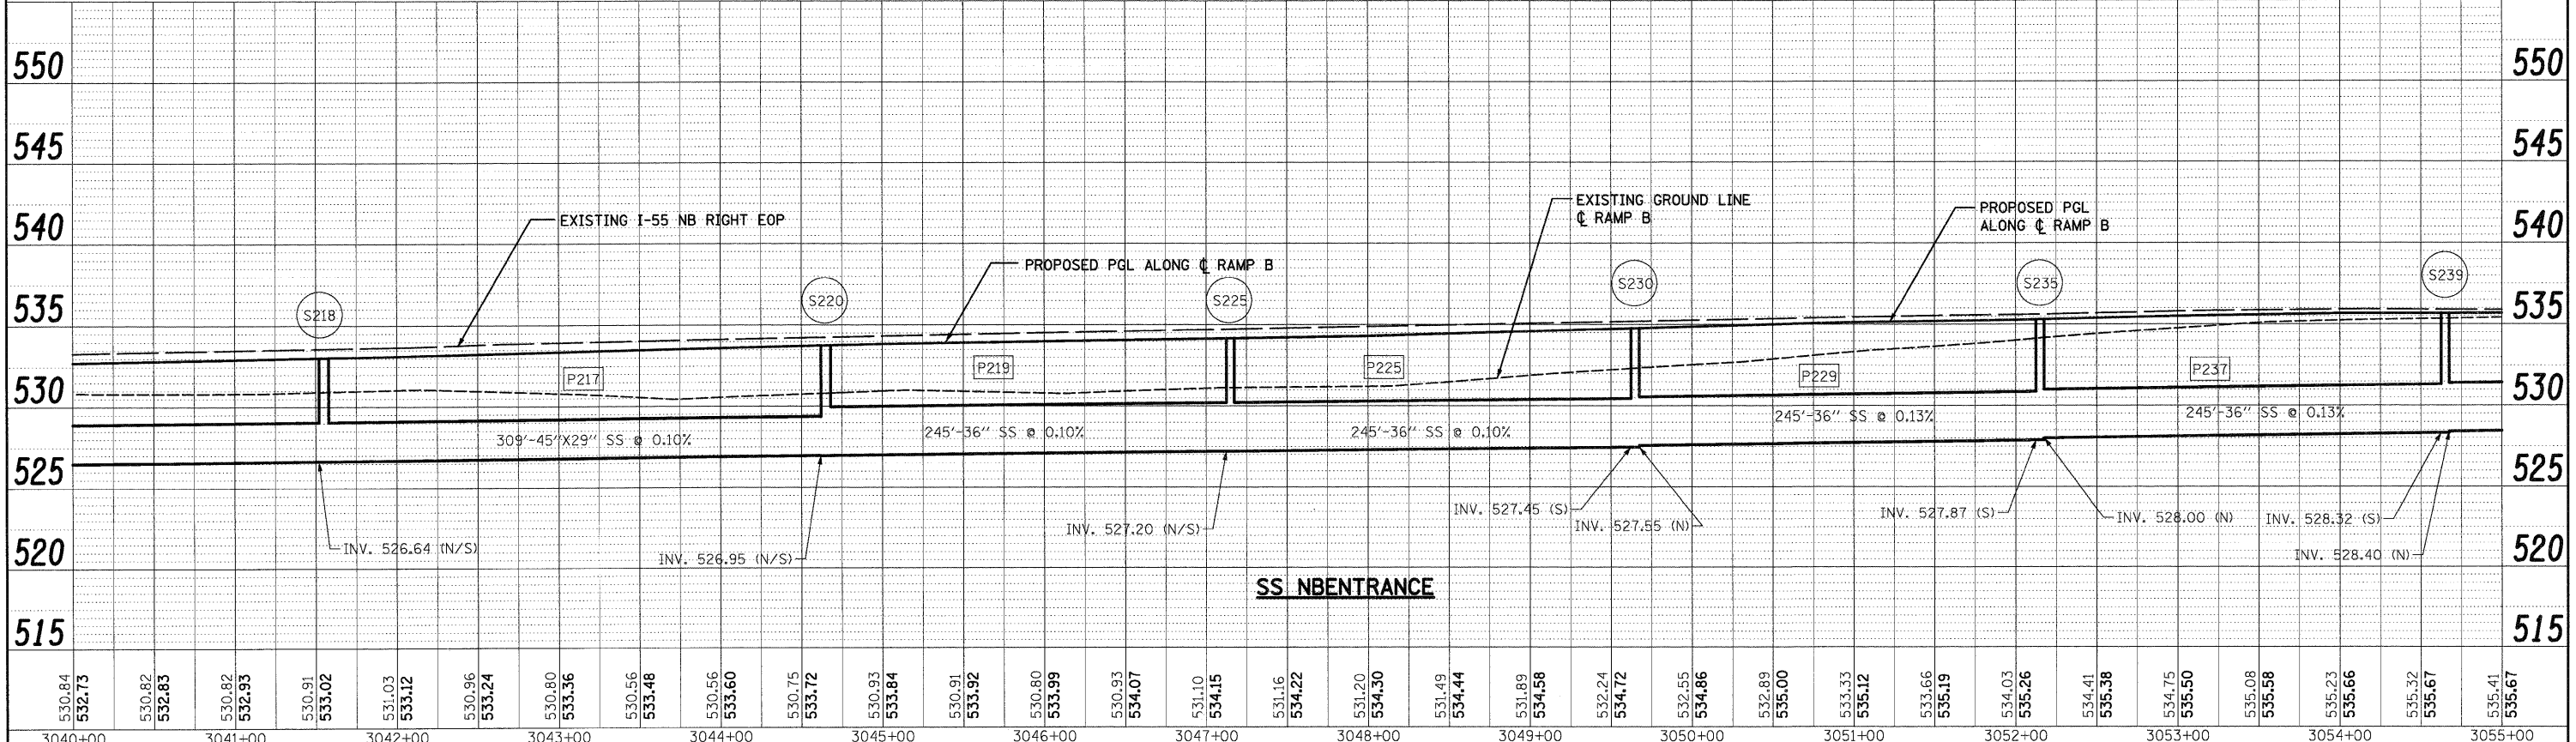 550
550
545
545
EXISTING GROUND LINE
℄ RAMP B
PROPOSED PGL
ALONG ℄ RAMP B
EXISTING I-55 NB RIGHT EOP
540
540
PROPOSED PGL ALONG ℄ RAMP B
S218
S220
S225
S230
S235
S239
535
535
P217
P219
P225
P229
P237
530
530
309'-45"X29" SS @ 0.10%
245'-36" SS @ 0.10%
245'-36" SS @ 0.10%
245'-36" SS @ 0.13%
245'-36" SS @ 0.13%
525
525
INV. 526.64 (N/S)
INV. 526.95 (N/S)
INV. 527.20 (N/S)
INV. 527.45 (S)
INV. 527.55 (N)
INV. 527.87 (S)
INV. 528.00 (N)
INV. 528.32 (S)
INV. 528.40 (N)
520
520
SS NBENTRANCE
515
515
530.84
532.73
530.82
532.83
530.82
532.93
530.91
533.02
531.03
533.12
530.96
533.24
530.80
533.36
530.56
533.48
530.56
533.60
530.75
533.72
530.93
533.84
530.91
533.92
530.80
533.99
530.93
534.07
531.10
534.15
531.16
534.22
531.20
534.30
531.49
534.44
531.89
534.58
532.24
534.72
532.55
534.86
532.89
535.00
533.33
535.12
533.66
535.19
534.03
535.26
534.41
535.38
534.75
535.50
535.08
535.58
535.23
535.66
535.32
535.67
535.41
535.67
3040+00
3041+00
3042+00
3043+00
3044+00
3045+00
3046+00
3047+00
3048+00
3049+00
3050+00
3051+00
3052+00
3053+00
3054+00
3055+00